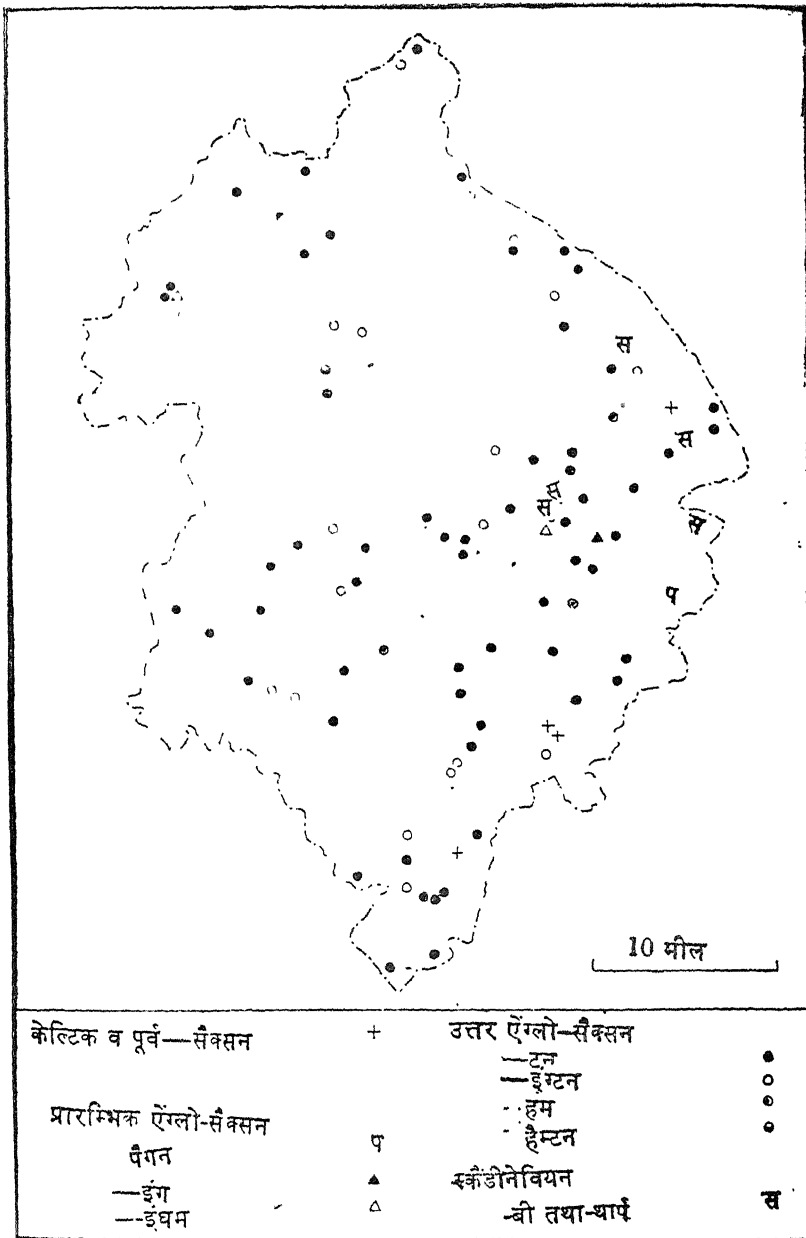 स
स
स
स
स
प
10 मील
केल्टिक व पूर्व—सैक्सन +
प्रारम्भिक ऐंग्लो-सैक्सन
पैगन प
—इंग ▲
—-इंघम △
उत्तर ऐंग्लो-सैक्सन
—टन ●
—इंग्टन ○
हम
हैम्टन
स्कैंडीनेवियन
-बी तथा-थार्प स